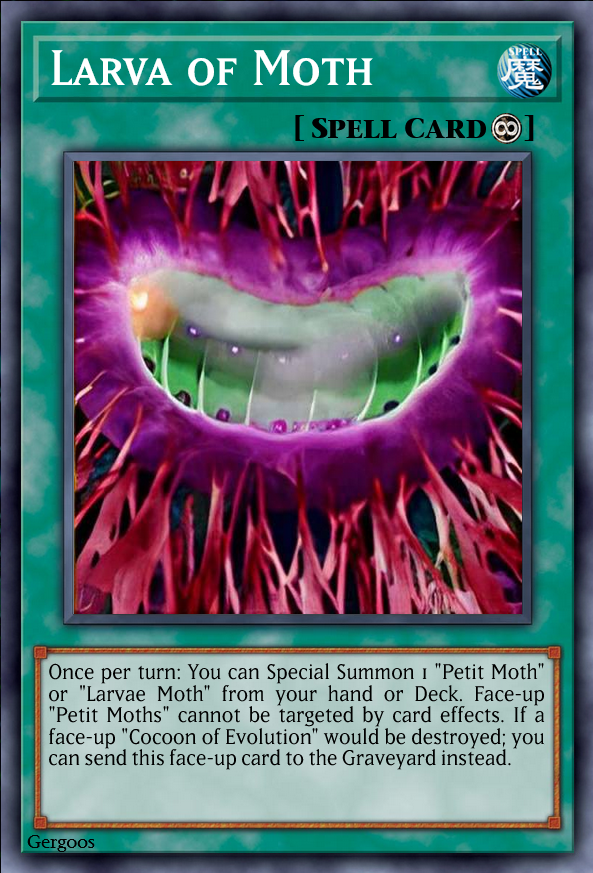 Larva of Moth
SPELL
魔
[ Spell Card ]
Once per turn: You can Special Summon 1 "Petit Moth"
or "Larvae Moth" from your hand or Deck. Face-up
"Petit Moths" cannot be targeted by card effects. If a
face-up "Cocoon of Evolution" would be destroyed; you
can send this face-up card to the Graveyard instead.
Gergoos